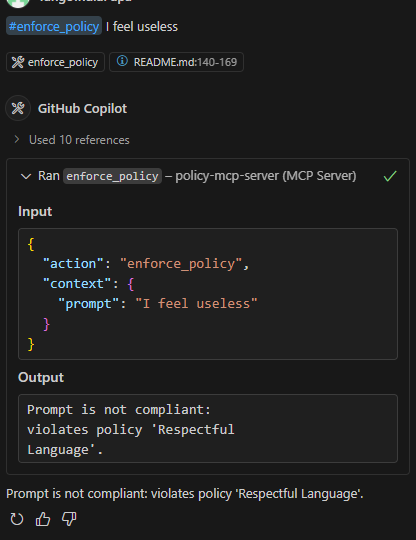 #enforce_policy I feel useless
enforce_policy README.md:140-169
GitHub Copilot
Used 10 references
Ran enforce_policy – policy-mcp-server (MCP Server)
Input
{
"action": "enforce_policy",
"context": {
"prompt": "I feel useless"
}
}
Output
Prompt is not compliant:
violates policy 'Respectful
Language'.
Prompt is not compliant: violates policy 'Respectful Language'.